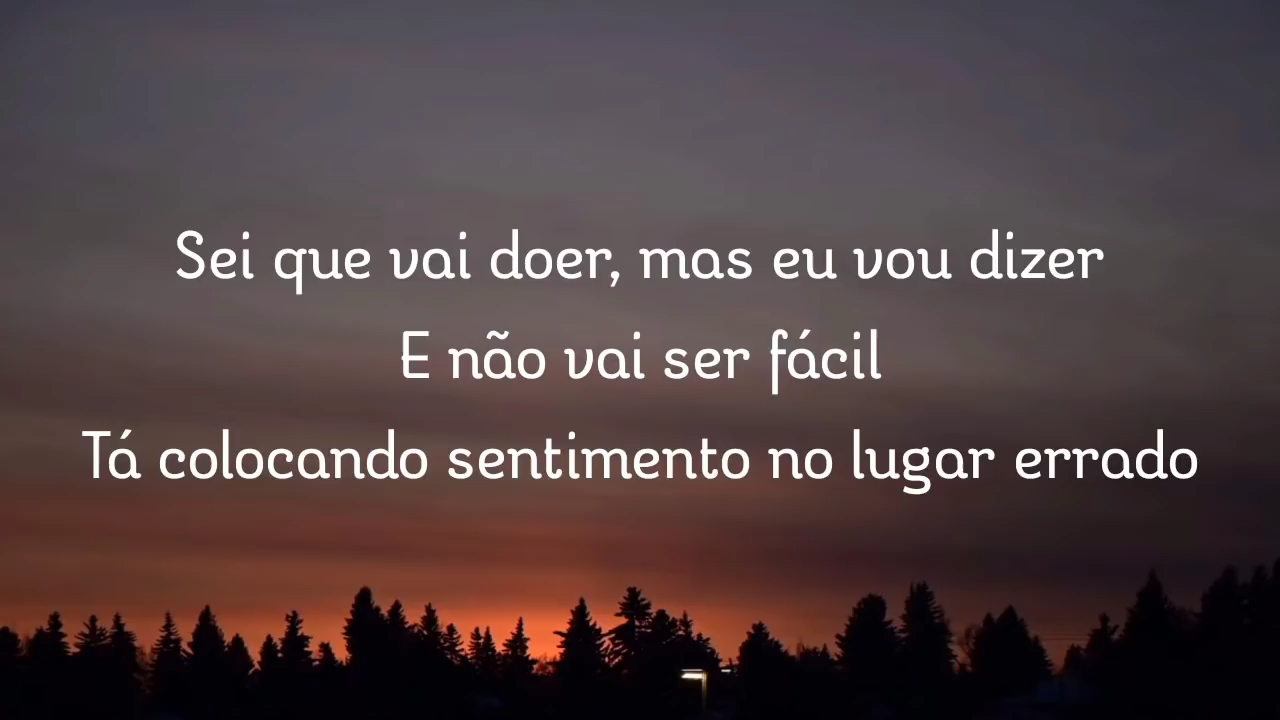 Sei que vai doer, mas eu vou dizer
E não vai ser fácil
Tá colocando sentimento no lugar errado